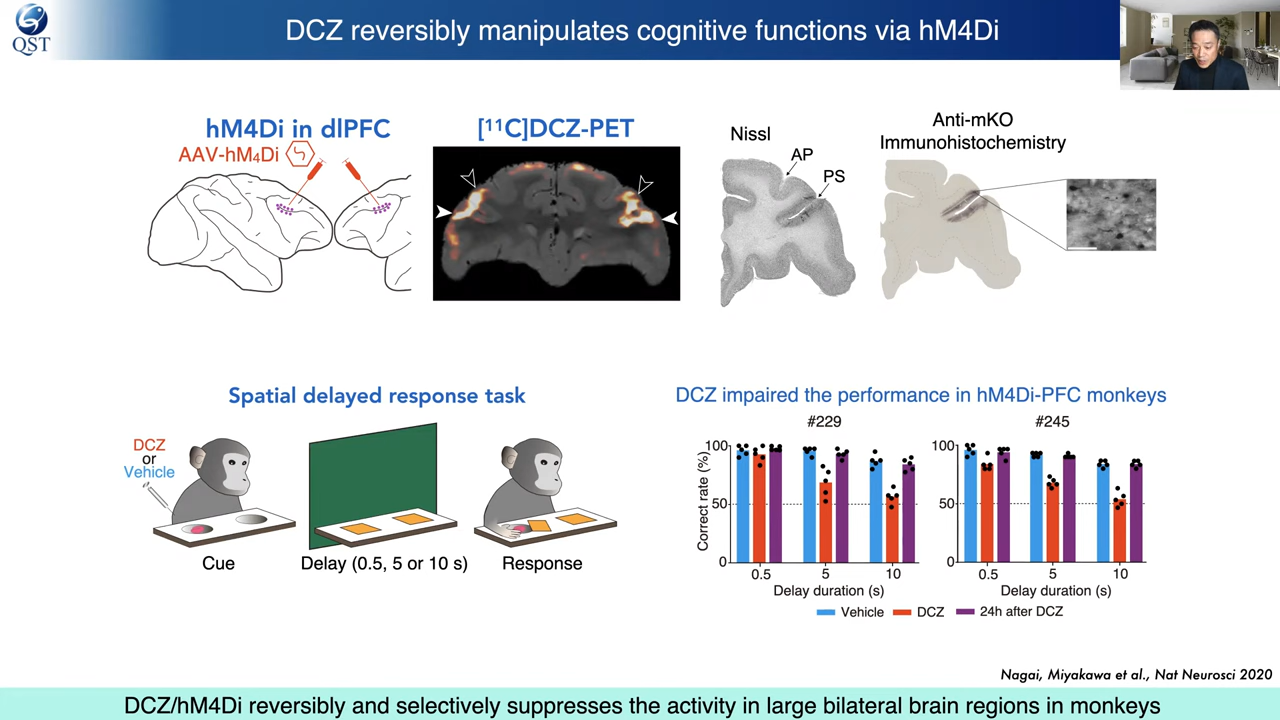 QST
DCZ reversibly manipulates cognitive functions via hM4Di
hM4Di in dlPFC
AAV-hM₄Di
[¹¹C]DCZ-PET
Nissl
AP
PS
Anti-mKO
Immunohistochemistry
Spatial delayed response task
DCZ
or
Vehicle
Cue
Delay (0.5, 5 or 10 s)
Response
DCZ impaired the performance in hM4Di-PFC monkeys
#229
#245
Correct rate (%)
100
50
0
0.5
5
10
Delay duration (s)
100
50
0
0.5
5
10
Delay duration (s)
Vehicle
DCZ
24h after DCZ
Nagai, Miyakawa et al., Nat Neurosci 2020
DCZ/hM4Di reversibly and selectively suppresses the activity in large bilateral brain regions in monkeys